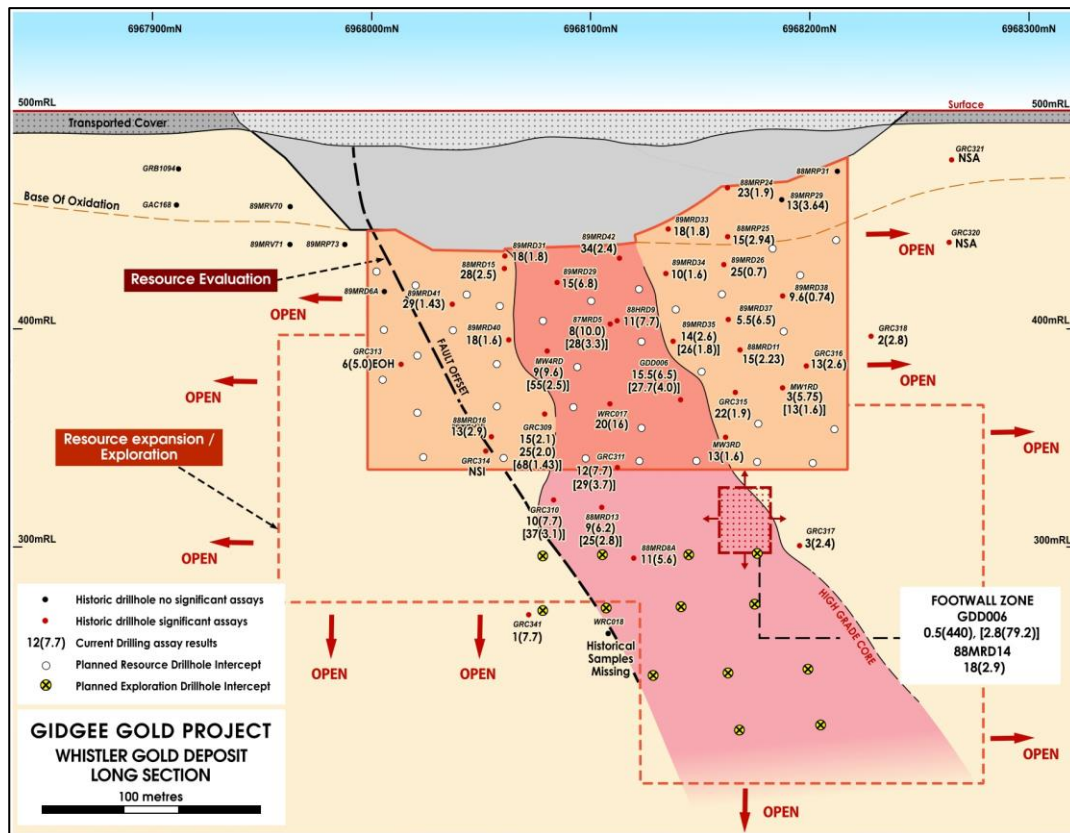 6967900mN
6968000mN
6968100mN
6968200mN
6968300mN
500mRL
Surface
500mRL
Transported Cover
GRC321
NSA
GRB1094
88MRP31
88MRP24
23(1.9)
88MRP29
13(3.64)
Base Of Oxidation
GAC168
89MRV70
89MRD33
18(1.8)
88MRP25
15(2.94)
GRC320
NSA
OPEN
89MRV71
89MRP73
89MRD42
34(2.4)
89MRD31
18(1.8)
88MRD15
28(2.5)
89MRD34
10(1.6)
89MRD26
25(0.7)
Resource Evaluation
89MRD29
15(6.8)
89MRD6A
89MRD41
29(1.43)
89MRD38
9.6(0.74)
OPEN
400mRL
400mRL
87MRD5
8(10.0)
[28(3.3)]
88HRD9
11(7.7)
89MRD37
5.5(6.5)
89MRD40
18(1.6)
89MRD35
14(2.6)
[26(1.8)]
GRC318
2(2.8)
FAULT OFFSET
GRC313
6(5.0)EOH
MW4RD
9(9.6)
[55(2.5)]
GDD006
15.5(6.5)
[27.7(4.0)]
88MRD11
15(2.23)
GRC316
13(2.6)
OPEN
OPEN
MW1RD
3(5.75)
[13(1.6)]
GRC315
22(1.9)
WRC017
20(16)
88MRD16
13(2.9)
GRC309
15(2.1)
25(2.0)
[68(1.43)]
Resource expansion /
Exploration
OPEN
GRC314
NSI
GRC311
12(7.7)
[29(3.7)]
MW3RD
13(1.6)
GRC310
10(7.7)
[37(3.1)]
88MRD13
9(6.2)
[25(2.8)]
GRC317
3(2.4)
300mRL
300mRL
OPEN
88MRD8A
11(5.6)
Historic drillhole no significant assays
Historic drillhole significant assays
12(7.7)
Current Drilling assay results
Planned Resource Drillhole Intercept
Planned Exploration Drillhole Intercept
GRC341
1(7.7)
WRC018
Historical
Samples
Missing
OPEN
OPEN
HIGH GRADE CORE
FOOTWALL ZONE
GDD006
0.5(440), [2.8(79.2)]
88MRD14
18(2.9)
GIDGEE GOLD PROJECT
WHISTLER GOLD DEPOSIT
LONG SECTION
100 metres
OPEN
OPEN